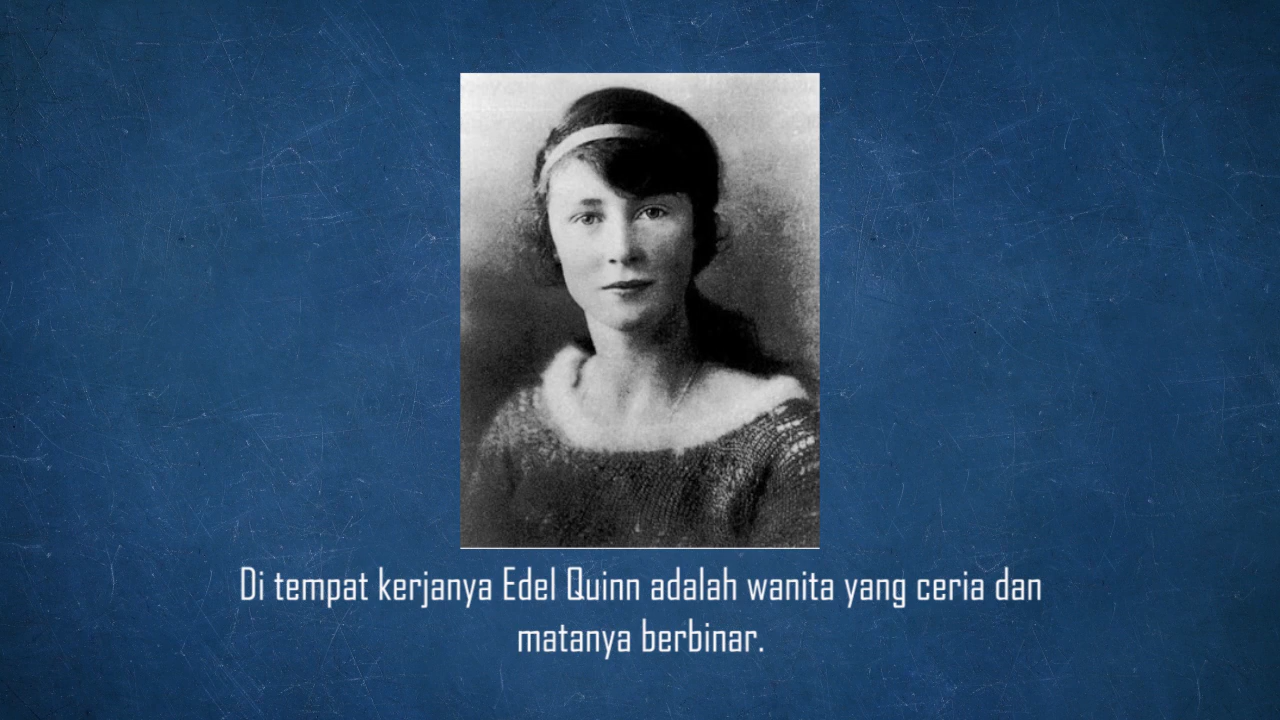 Di tempat kerjanya Edel Quinn adalah wanita yang ceria dan
matanya berbinar.